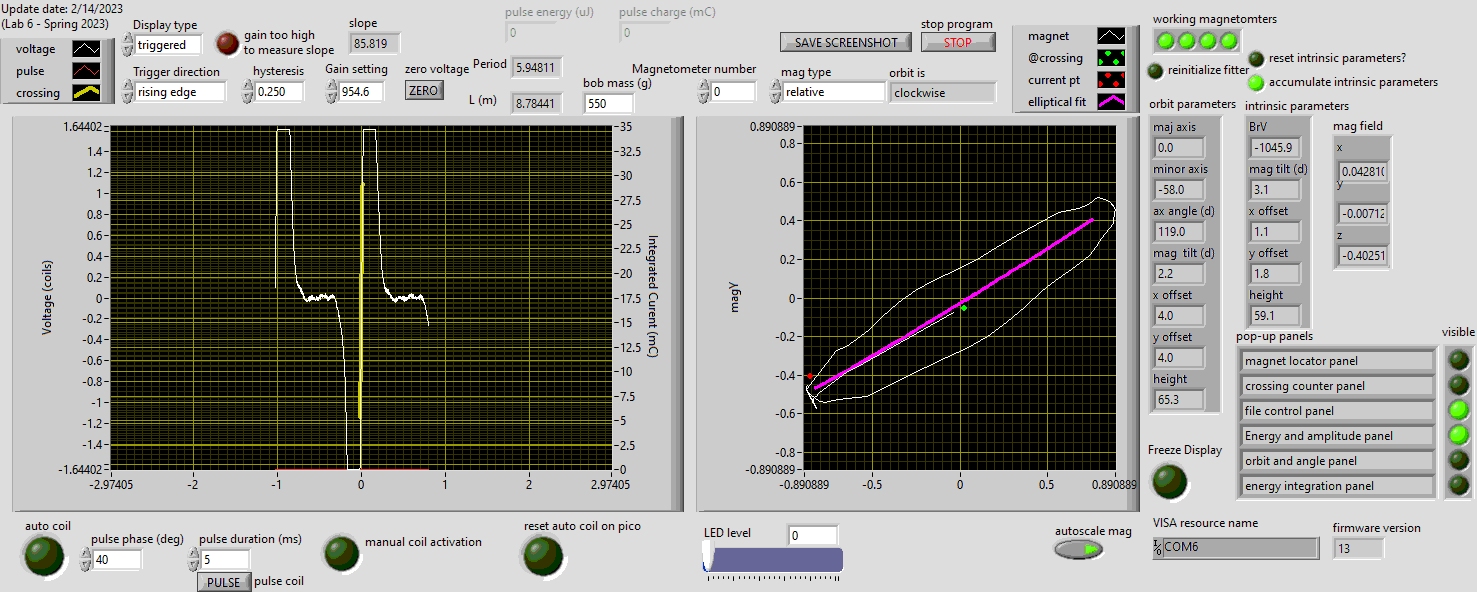 Update date: 2/14/2023
(Lab 6 - Spring 2023)
voltage
pulse
crossing
Display type
triggered
gain too high
to measure slope
slope
85.819
Trigger direction
rising edge
hysteresis
0.250
Gain setting
954.6
zero voltage
ZERO
pulse energy (uJ)
0
pulse charge (mC)
0
Period
5.94811
L (m)
8.78441
bob mass (g)
550
Magnetometer number
0
mag type
relative
orbit is
clockwise
SAVE SCREENSHOT
stop program
STOP
magnet
@crossing
current pt
elliptical fit
working magnetomters
reinitialize fitter
reset intrinsic parameters?
accumulate intrinsic parameters
orbit parameters
maj axis
0.0
minor axis
-58.0
ax angle (d)
119.0
mag tilt (d)
2.2
x offset
4.0
y offset
4.0
height
65.3
intrinsic parameters
BrV
-1045.9
mag tilt (d)
3.1
x offset
1.1
y offset
1.8
height
59.1
mag field
x
0.042810
y
-0.00712
z
-0.40251
Voltage (coils)
1.64402
1.4
1.2
1
0.8
0.6
0.4
0.2
0
-0.2
-0.4
-0.6
-0.8
-1
-1.2
-1.4
-1.64402
-2.97405
-2
-1
0
1
2
2.97405
35
32.5
30
27.5
25
22.5
20
17.5
15
12.5
10
7.5
5
2.5
0
Integrated Curent (mC)
magy
0.890889
0.8
0.6
0.4
0.2
0
-0.2
-0.4
-0.6
-0.8
-0.890889
-0.890889
-0.5
0
0.5
0.890889
pop-up panels
visible
magnet locator panel
crossing counter panel
file control panel
Energy and amplitude panel
orbit and angle panel
energy integration panel
Freeze Display
auto coil
pulse phase (deg)
40
pulse duration (ms)
5
PULSE
pulse coil
manual coil activation
reset auto coil on pico
LED level
0
autoscale mag
VISA resource name
COM6
firmware version
13